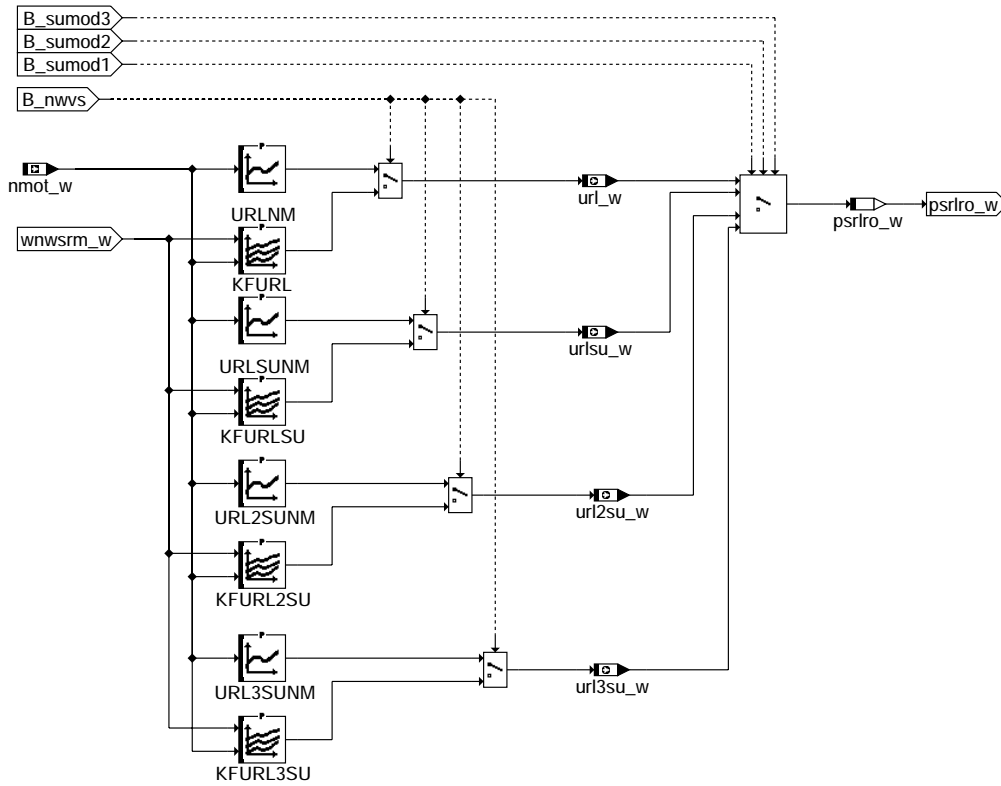 B_sumod3
B_sumod2
B_sumod1
B_nwvs
nmot_w
URLNM
url_w
psrlro_w
psrlro_w
wnwsrm_w
KFURL
URLSUNM
urlsu_w
KFURLSU
URL2SUNM
url2su_w
KFURL2SU
URL3SUNM
url3su_w
KFURL3SU